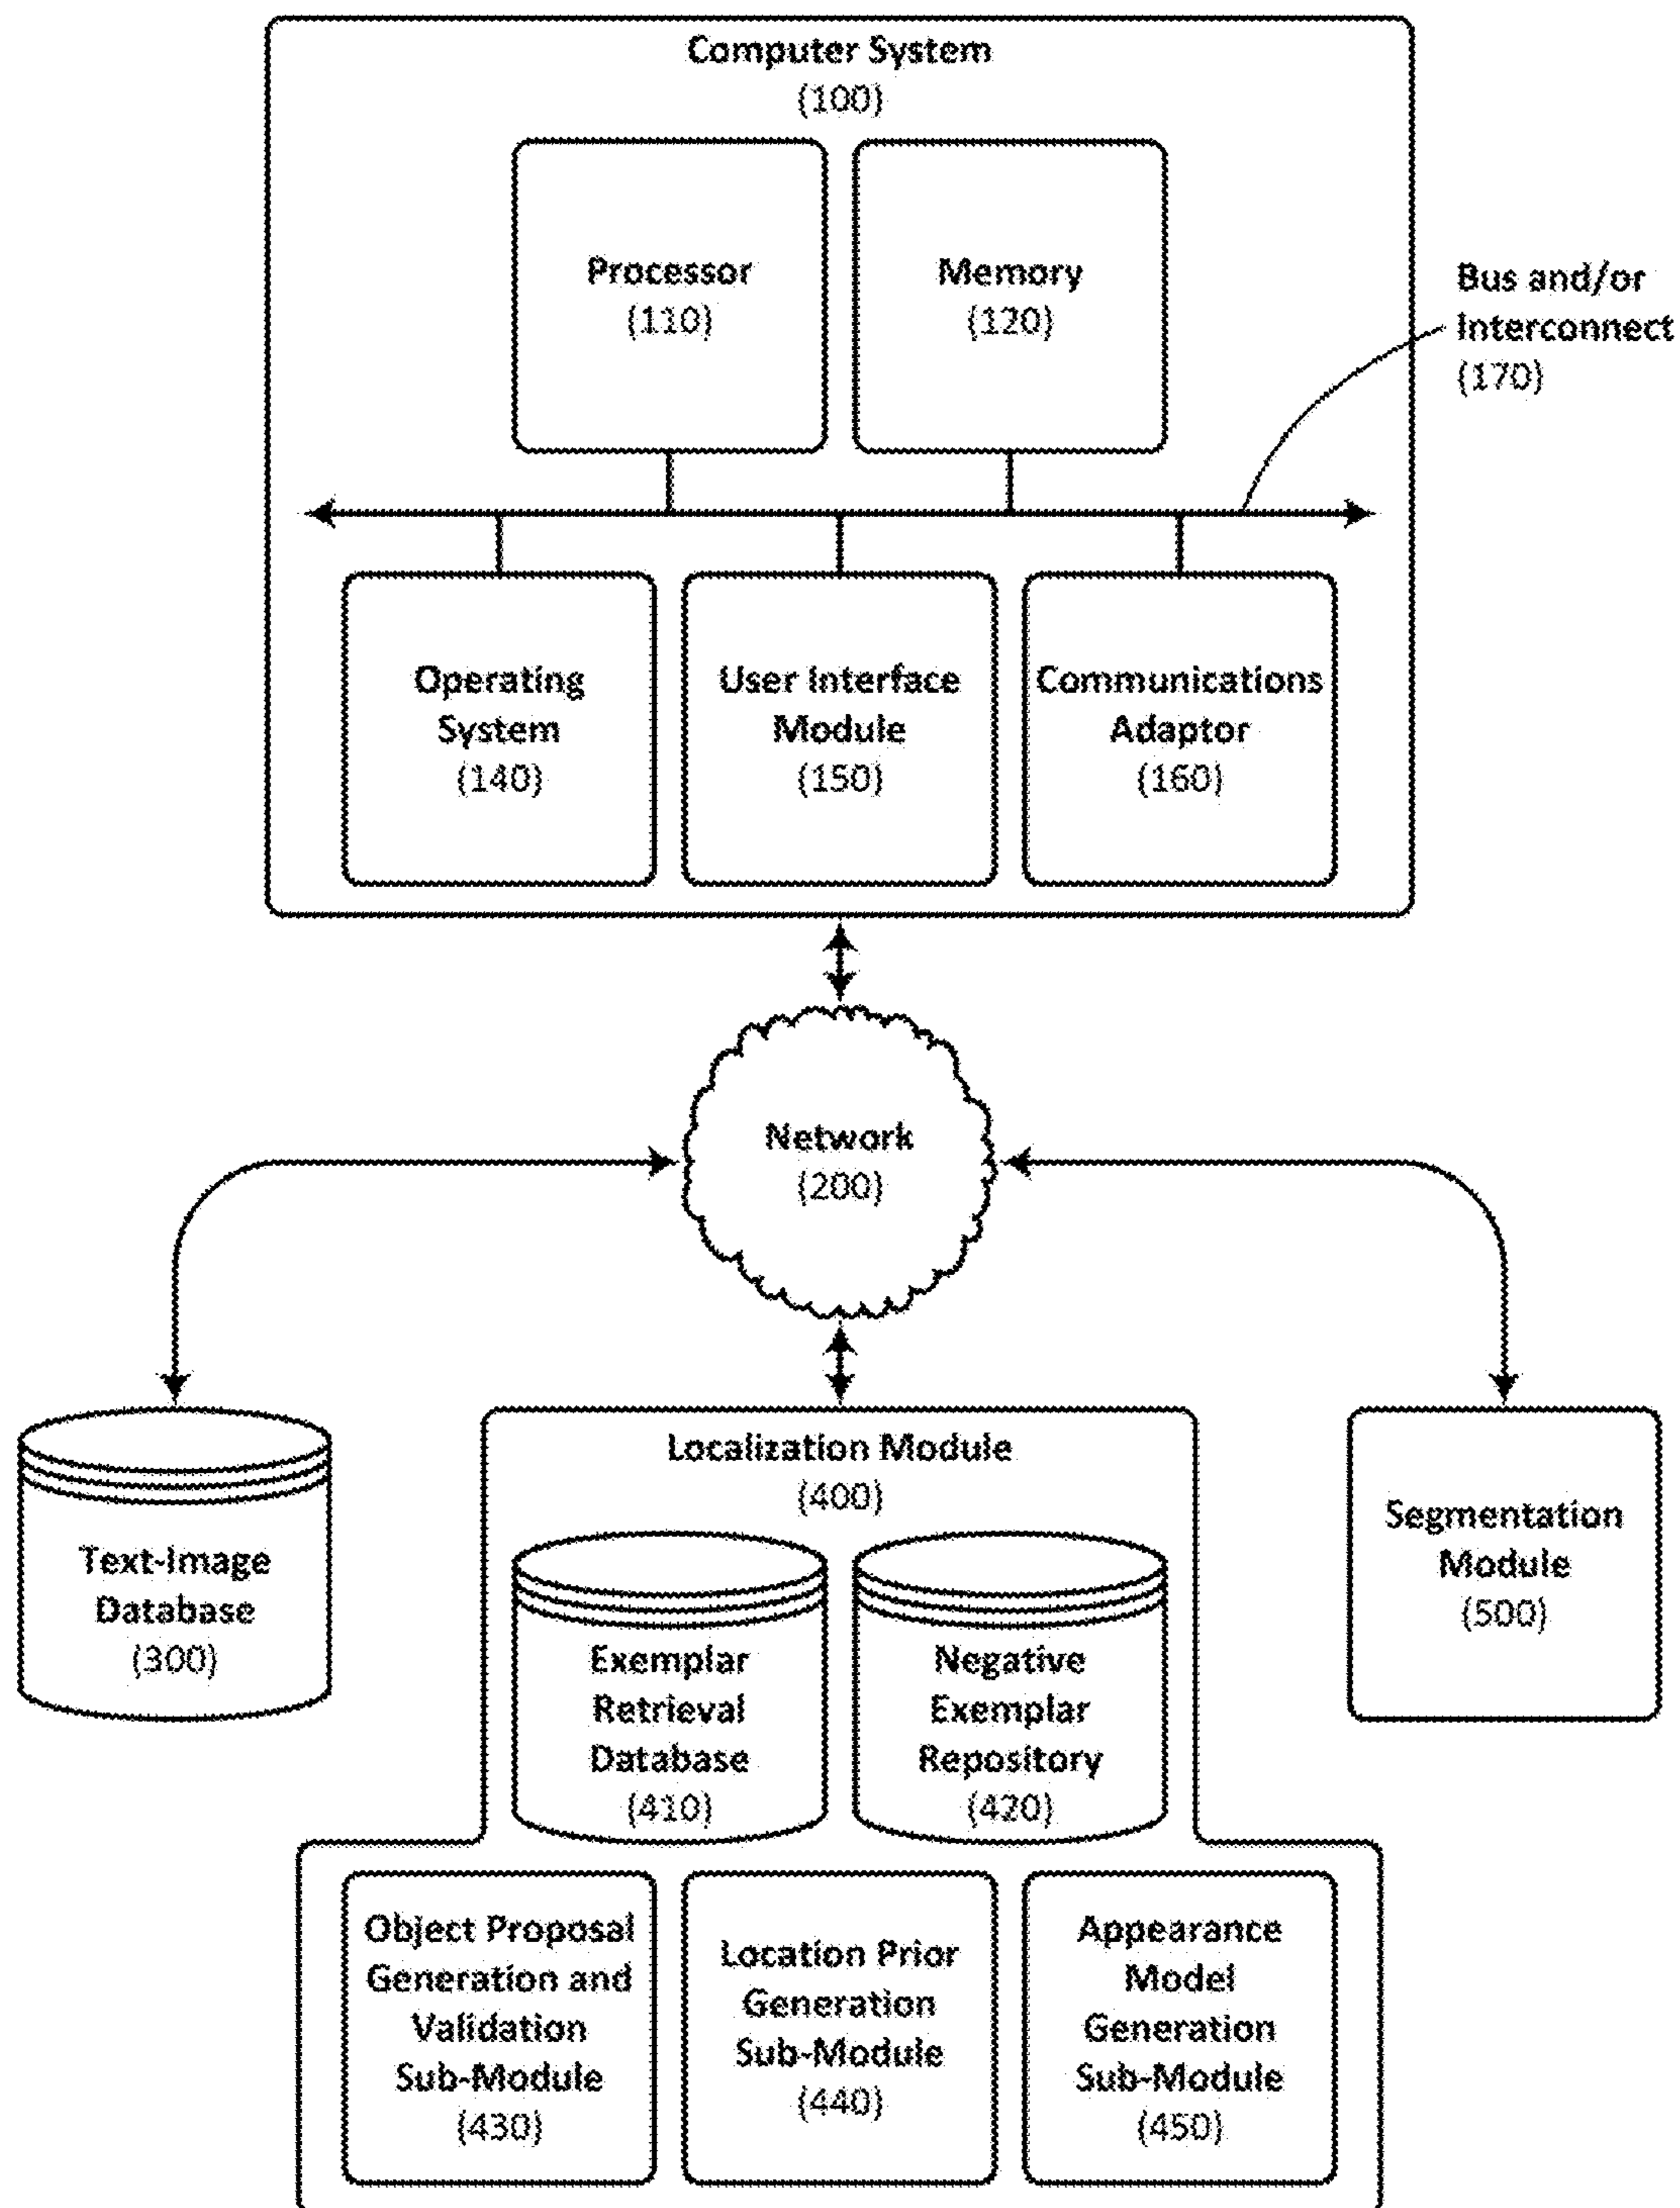 Computer System
(100)
Processor
(110)
Memory
(120)
Bus and/or
Interconnect
(170)
Operating
System
(140)
User Interface
Module
(150)
Communications
Adaptor
(160)
Network
(200)
Text-Image
Database
(300)
Localization Module
(400)
Exemplar
Retrieval
Database
(410)
Negative
Exemplar
Repository
(420)
Segmentation
Module
(500)
Object Proposal
Generation and
Validation
Sub-Module
(430)
Location Prior
Generation
Sub-Module
(440)
Appearance
Model
Generation
Sub-Module
(450)